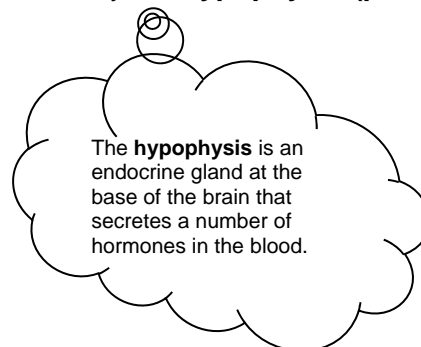 The hypophysis is an
endocrine gland at the
base of the brain that
secretes a number of
hormones in the blood.